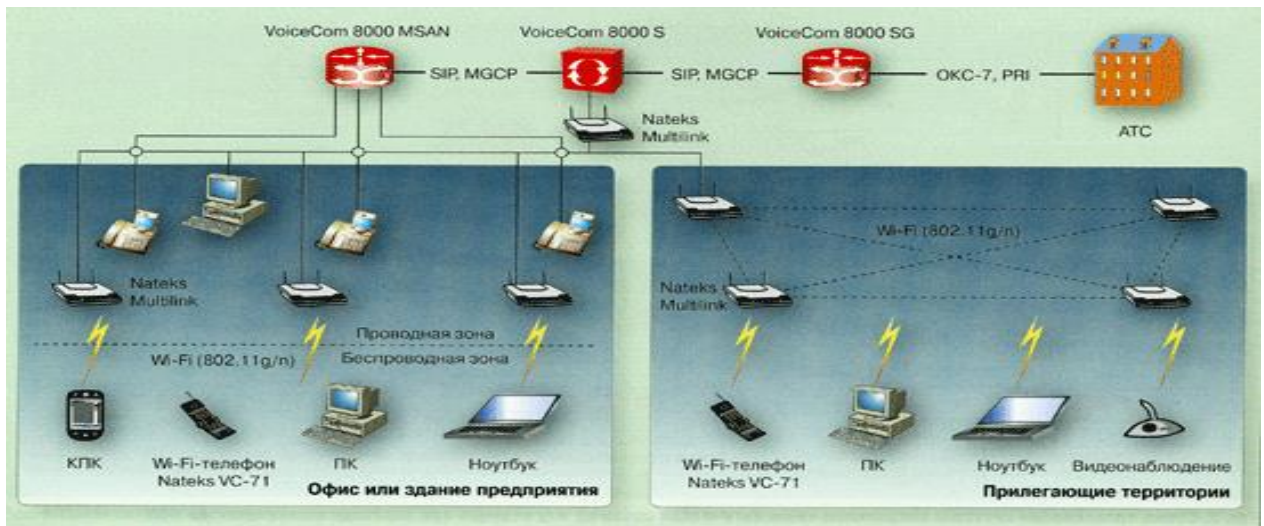 VoiceCom 8000 MSAN
VoiceCom 8000 S
VoiceCom 8000 SG
SIP, MGCP
SIP, MGCP
ОКС-7, PRI
Nateks
Multilink
АТС
Wi-Fi (802.11g/n)
Nateks
Multilink
Nateks
Multilink
Проводная зона
Wi-Fi (802.11g/n)
Беспроводная зона
КПК
Wi-Fi-телефон
Nateks VC-71
ПК
Ноутбук
Офис или здание предприятия
Wi-Fi-телефон
Nateks VC-71
ПК
Ноутбук
Видеонаблюдение
Прилегающие территории